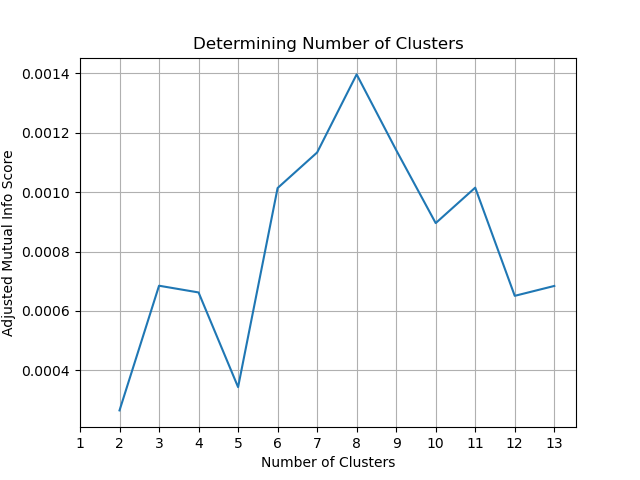 Determining Number of Clusters
Adjusted Mutual Info Score
0.0014
0.0012
0.0010
0.0008
0.0006
0.0004
1 2 3 4 5 6 7 8 9 10 11 12 13
Number of Clusters